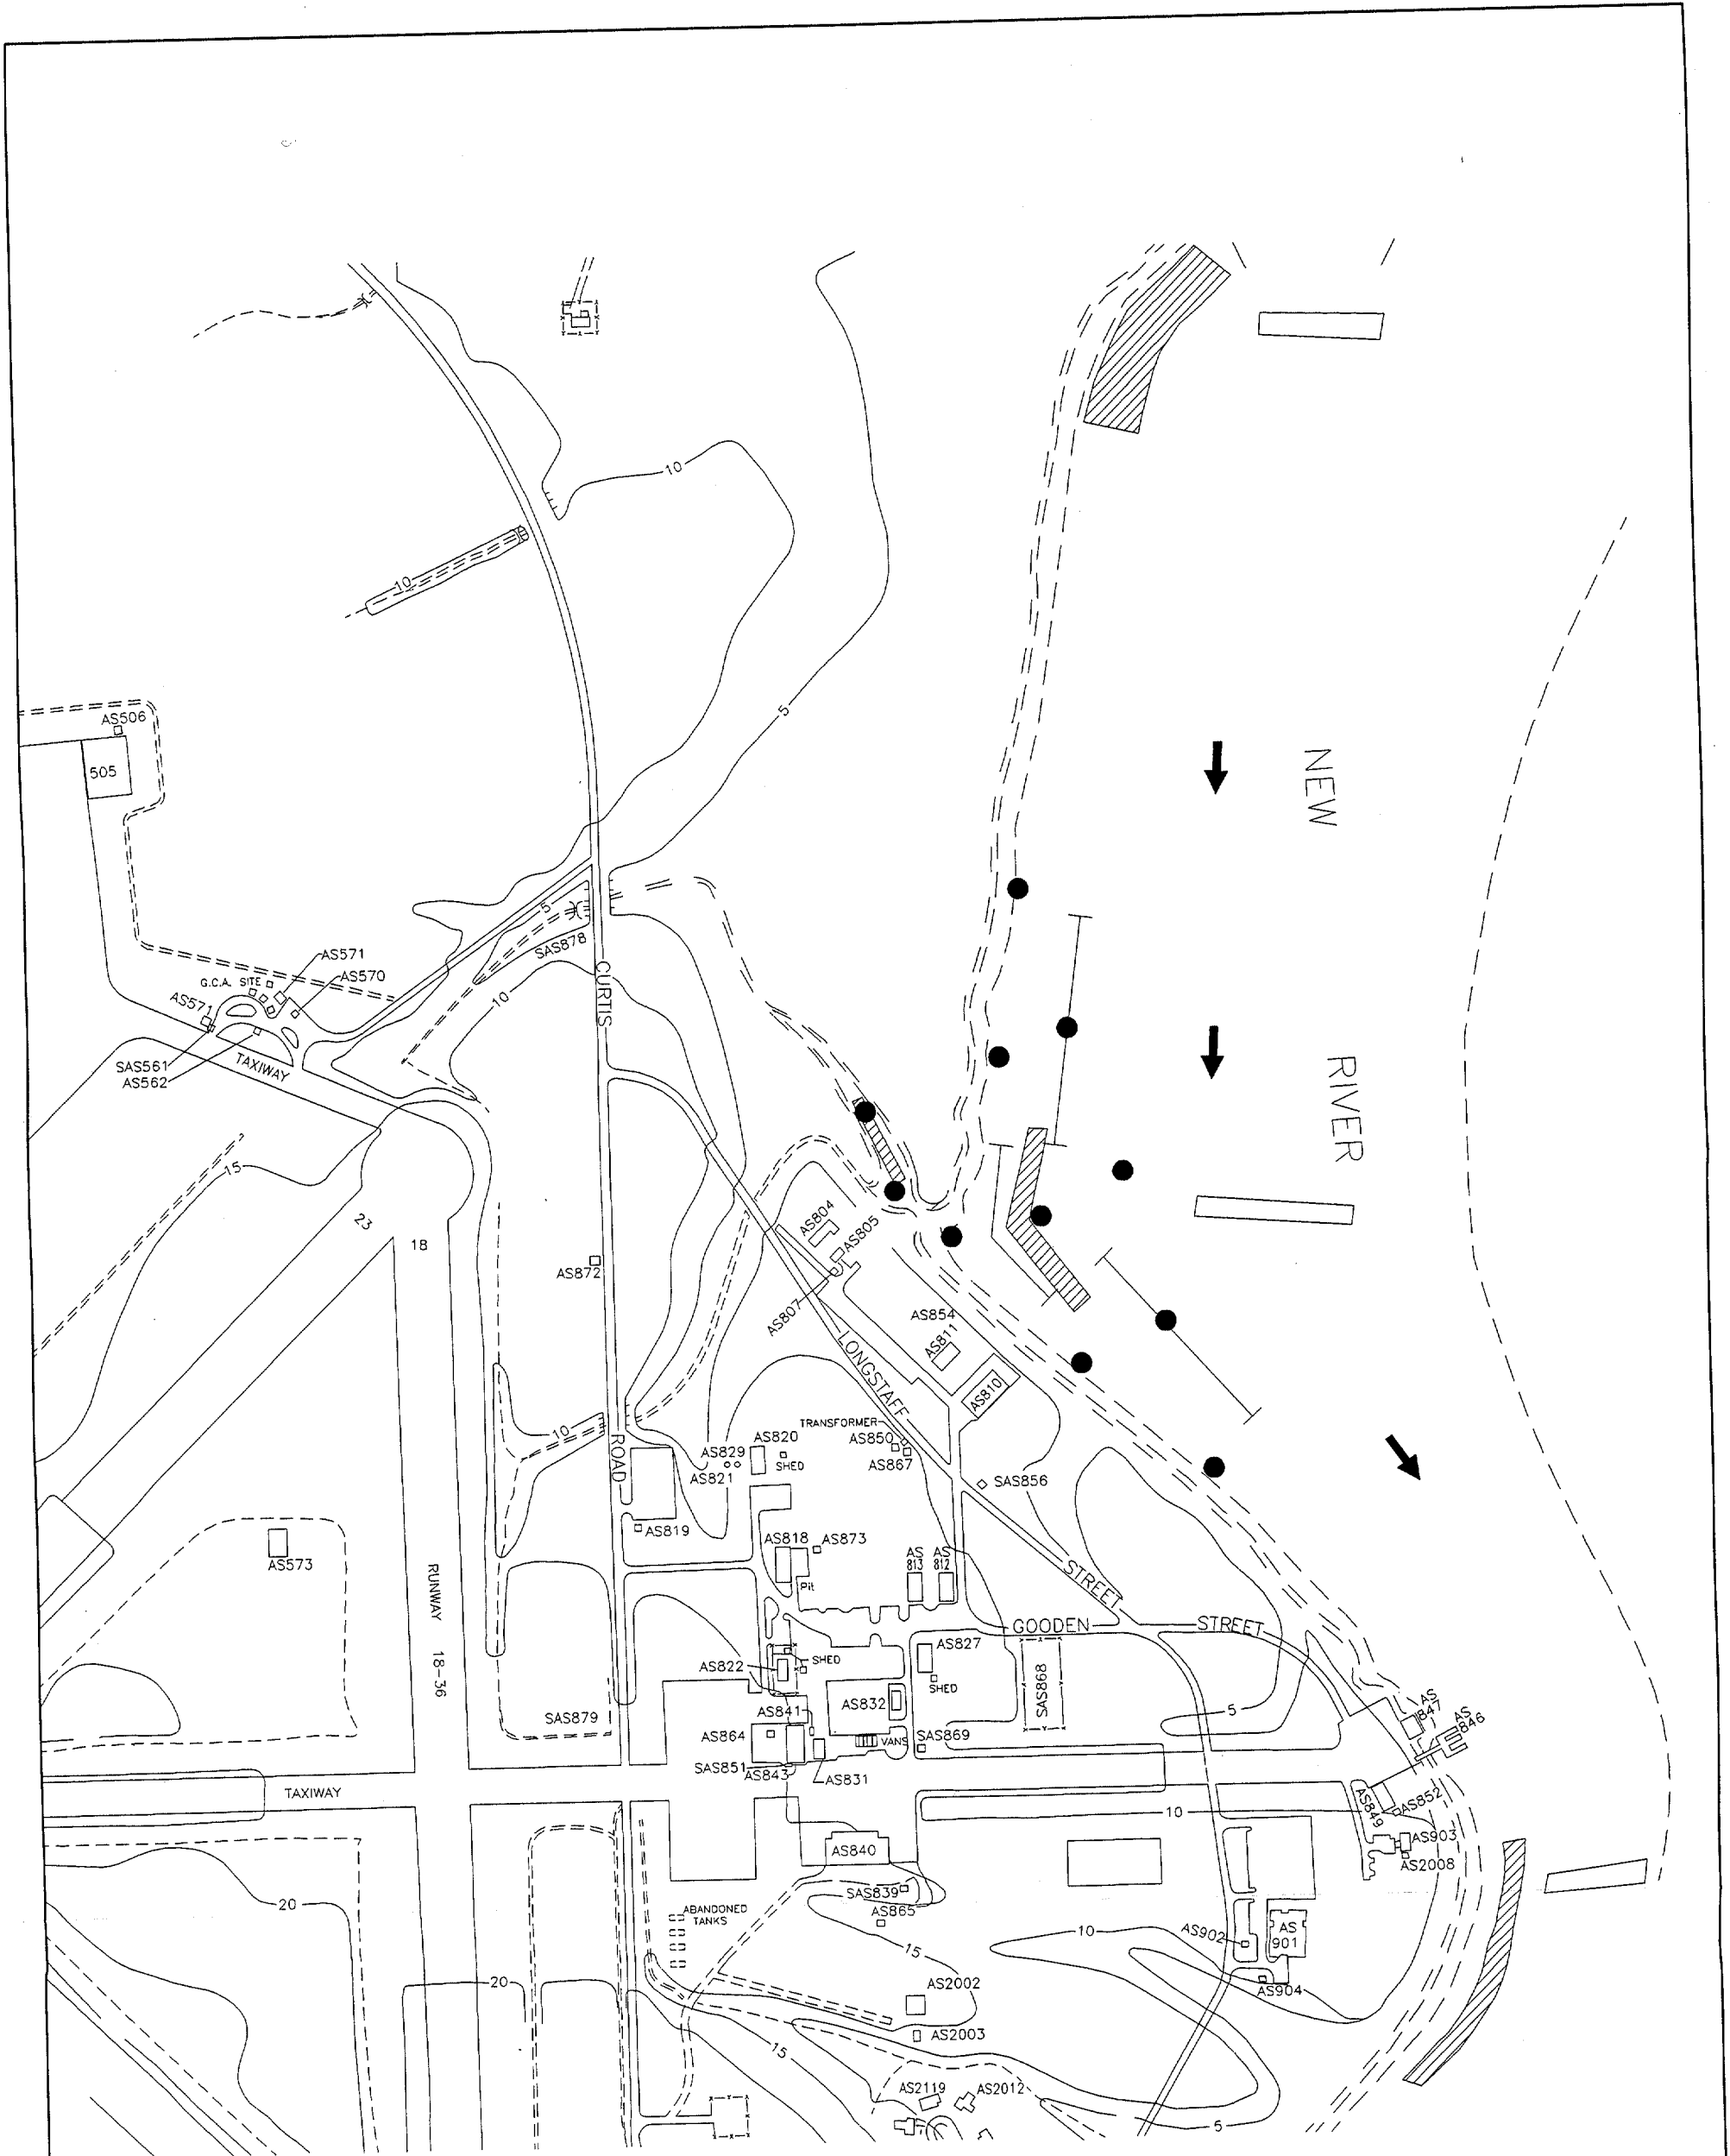 10
10
5
AS506
505
NEW
5
SAS878
AS571
AS570
G.C.A. SITE
AS571
10
CURTIS
SAS561
AS562
TAXIWAY
RIVER
15
23
18
AS804
AS805
AS872
AS807
AS854
AS811
LONGSTAFF
AS810
TRANSFORMER
10
ROAD
AS820
AS829
SHED
AS821
AS850
AS867
SAS856
AS819
AS818
AS873
AS
813
AS
812
AS573
Pit
STREET
RUNWAY 18-36
GOODEN
STREET
AS827
SHED
AS822
SHED
SAS868
AS832
AS841
SAS879
5
AS
847
AS
846
AS864
VANS
SAS869
SAS851
AS843
AS831
TAXIWAY
10
AS849
AS852
AS840
AS903
AS2008
20
SAS839
AS865
ABANDONED
TANKS
10
AS902
AS
901
15
20
AS2002
AS904
AS2003
15
AS2119
AS2012
5